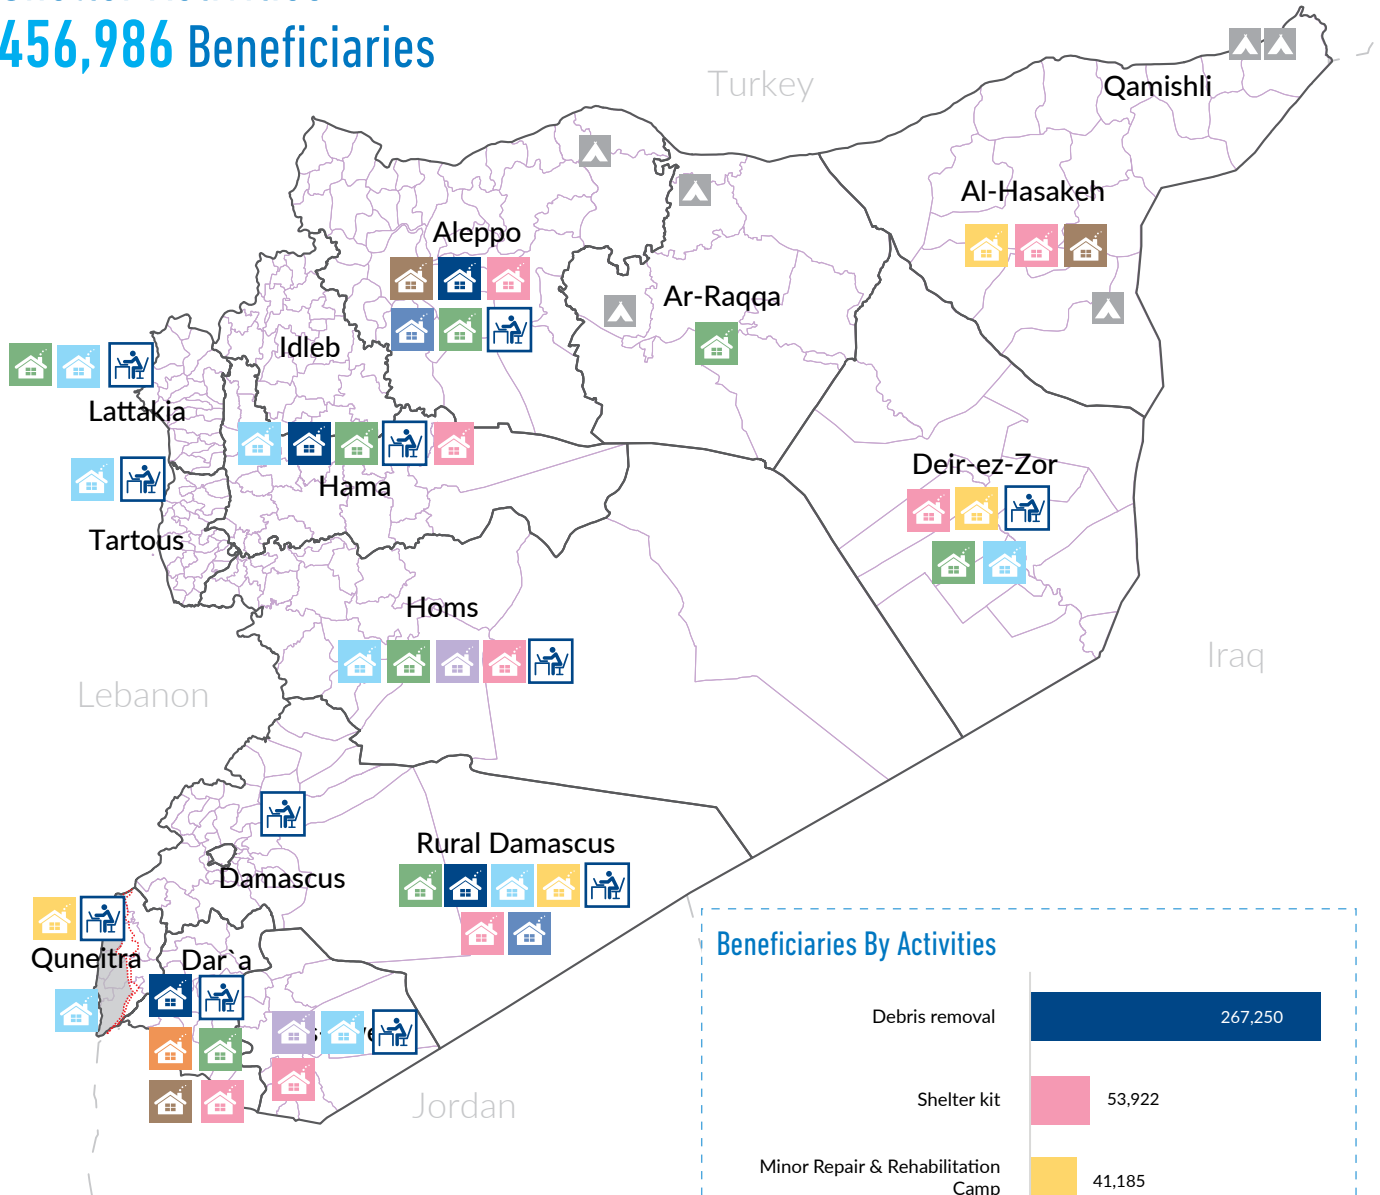 456,986 Beneficiaries
Turkey
Qamishli
Al-Hasakeh
Aleppo
Ar-Raqqa
Idleb
Lattakia
Deir-ez-Zor
Hama
Tartous
Homs
Iraq
Lebanon
Rural Damascus
Damascus
Quneitra
Dar`a
Jordan
Beneficiaries By Activities
Debris removal
267,250
Shelter kit
53,922
Minor Repair & Rehabilitation
Camp
41,185